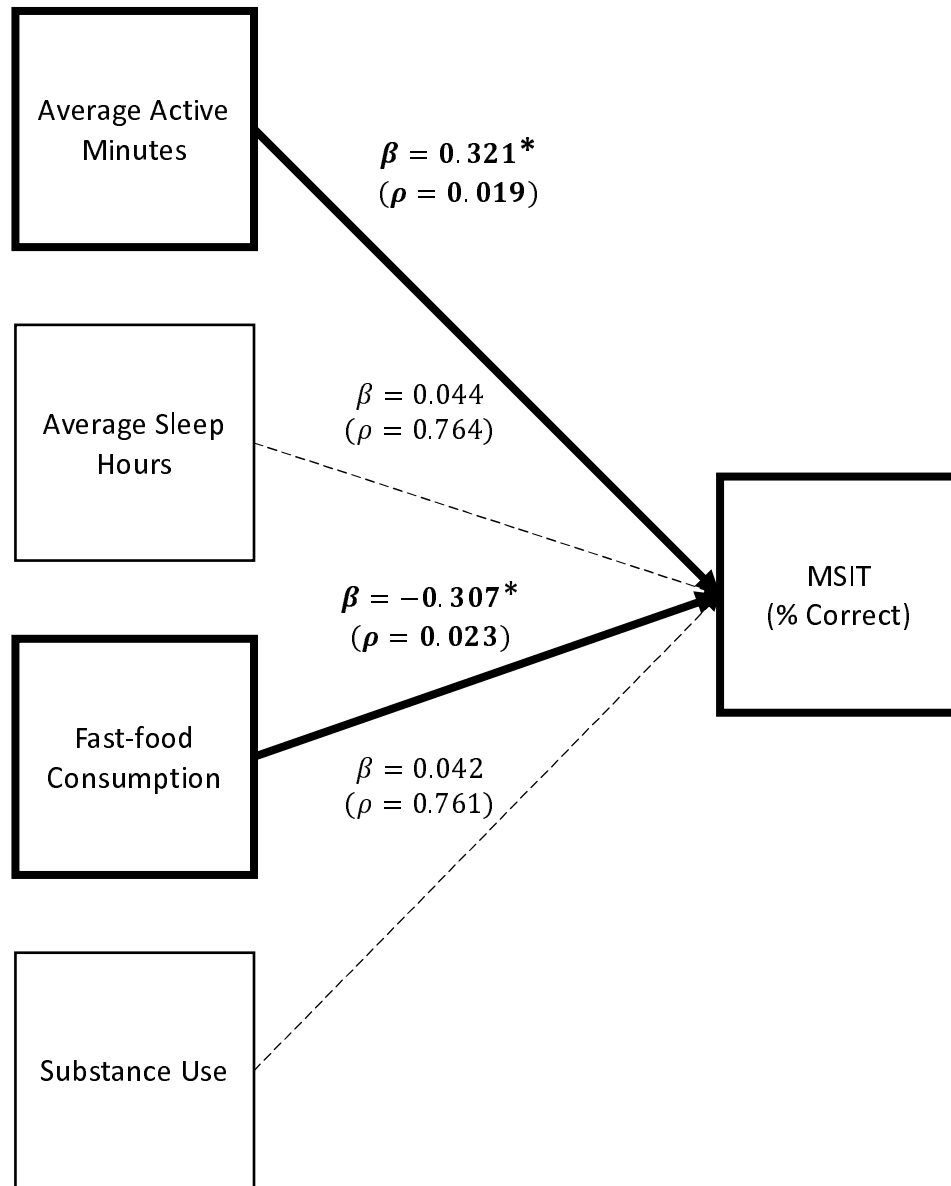 Average Active
Minutes
𝜷 = 𝟎. 𝟑𝟐𝟏*
(𝝆 = 𝟎. 𝟎𝟏𝟗)
𝛽 = 0.044
(𝜌 = 0.764)
Average Sleep
Hours
MSIT
(% Correct)
𝜷 = −𝟎. 𝟑𝟎𝟕*
(𝝆 = 𝟎. 𝟎𝟐𝟑)
Fast-food
Consumption
𝛽 = 0.042
(𝜌 = 0.761)
Substance Use